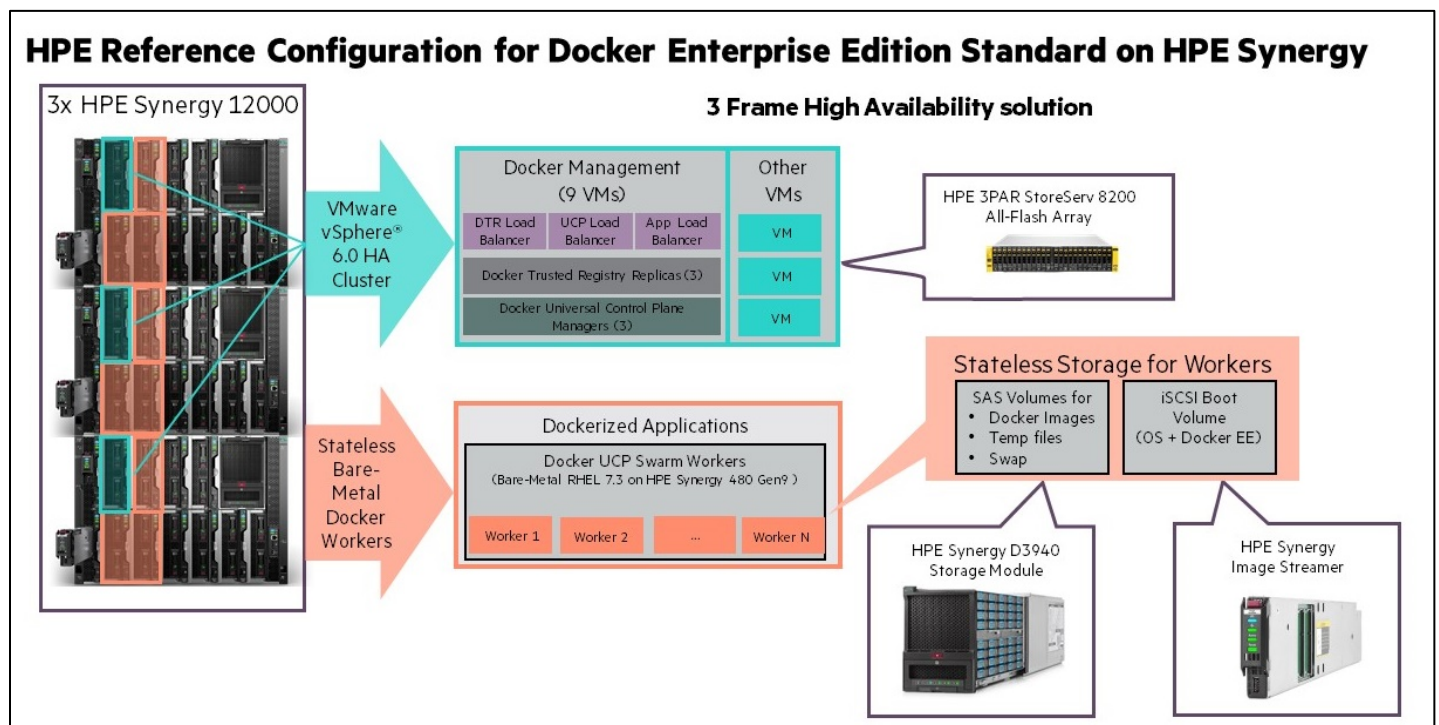 HPE Reference Configuration for Docker Enterprise Edition Standard on HPE Synergy
3x HPE Synergy 12000
3 Frame High Availability solution
VMware
vSphere®
6.0 HA
Cluster
Docker Management
(9 VMs)
DTR Load
Balancer
UCP Load
Balancer
App Load
Balancer
Docker Trusted Registry Replicas (3)
Docker Universal Control Plane
Managers (3)
Other
VMs
VM
VM
VM
HPE 3PAR StoreServ 8200
All-Flash Array
Stateless
Bare-
Metal
Docker
Workers
Dockerized Applications
Docker UCP Swarm Workers
(Bare-Metal RHEL 7.3 on HPE Synergy 480 Gen9 )
Worker 1
Worker 2
...
Worker N
Stateless Storage for Workers
SAS Volumes for
• Docker Images
• Temp files
• Swap
iSCSI Boot
Volume
(OS + Docker EE)
HPE Synergy D3940
Storage Module
HPE Synergy
Image Streamer